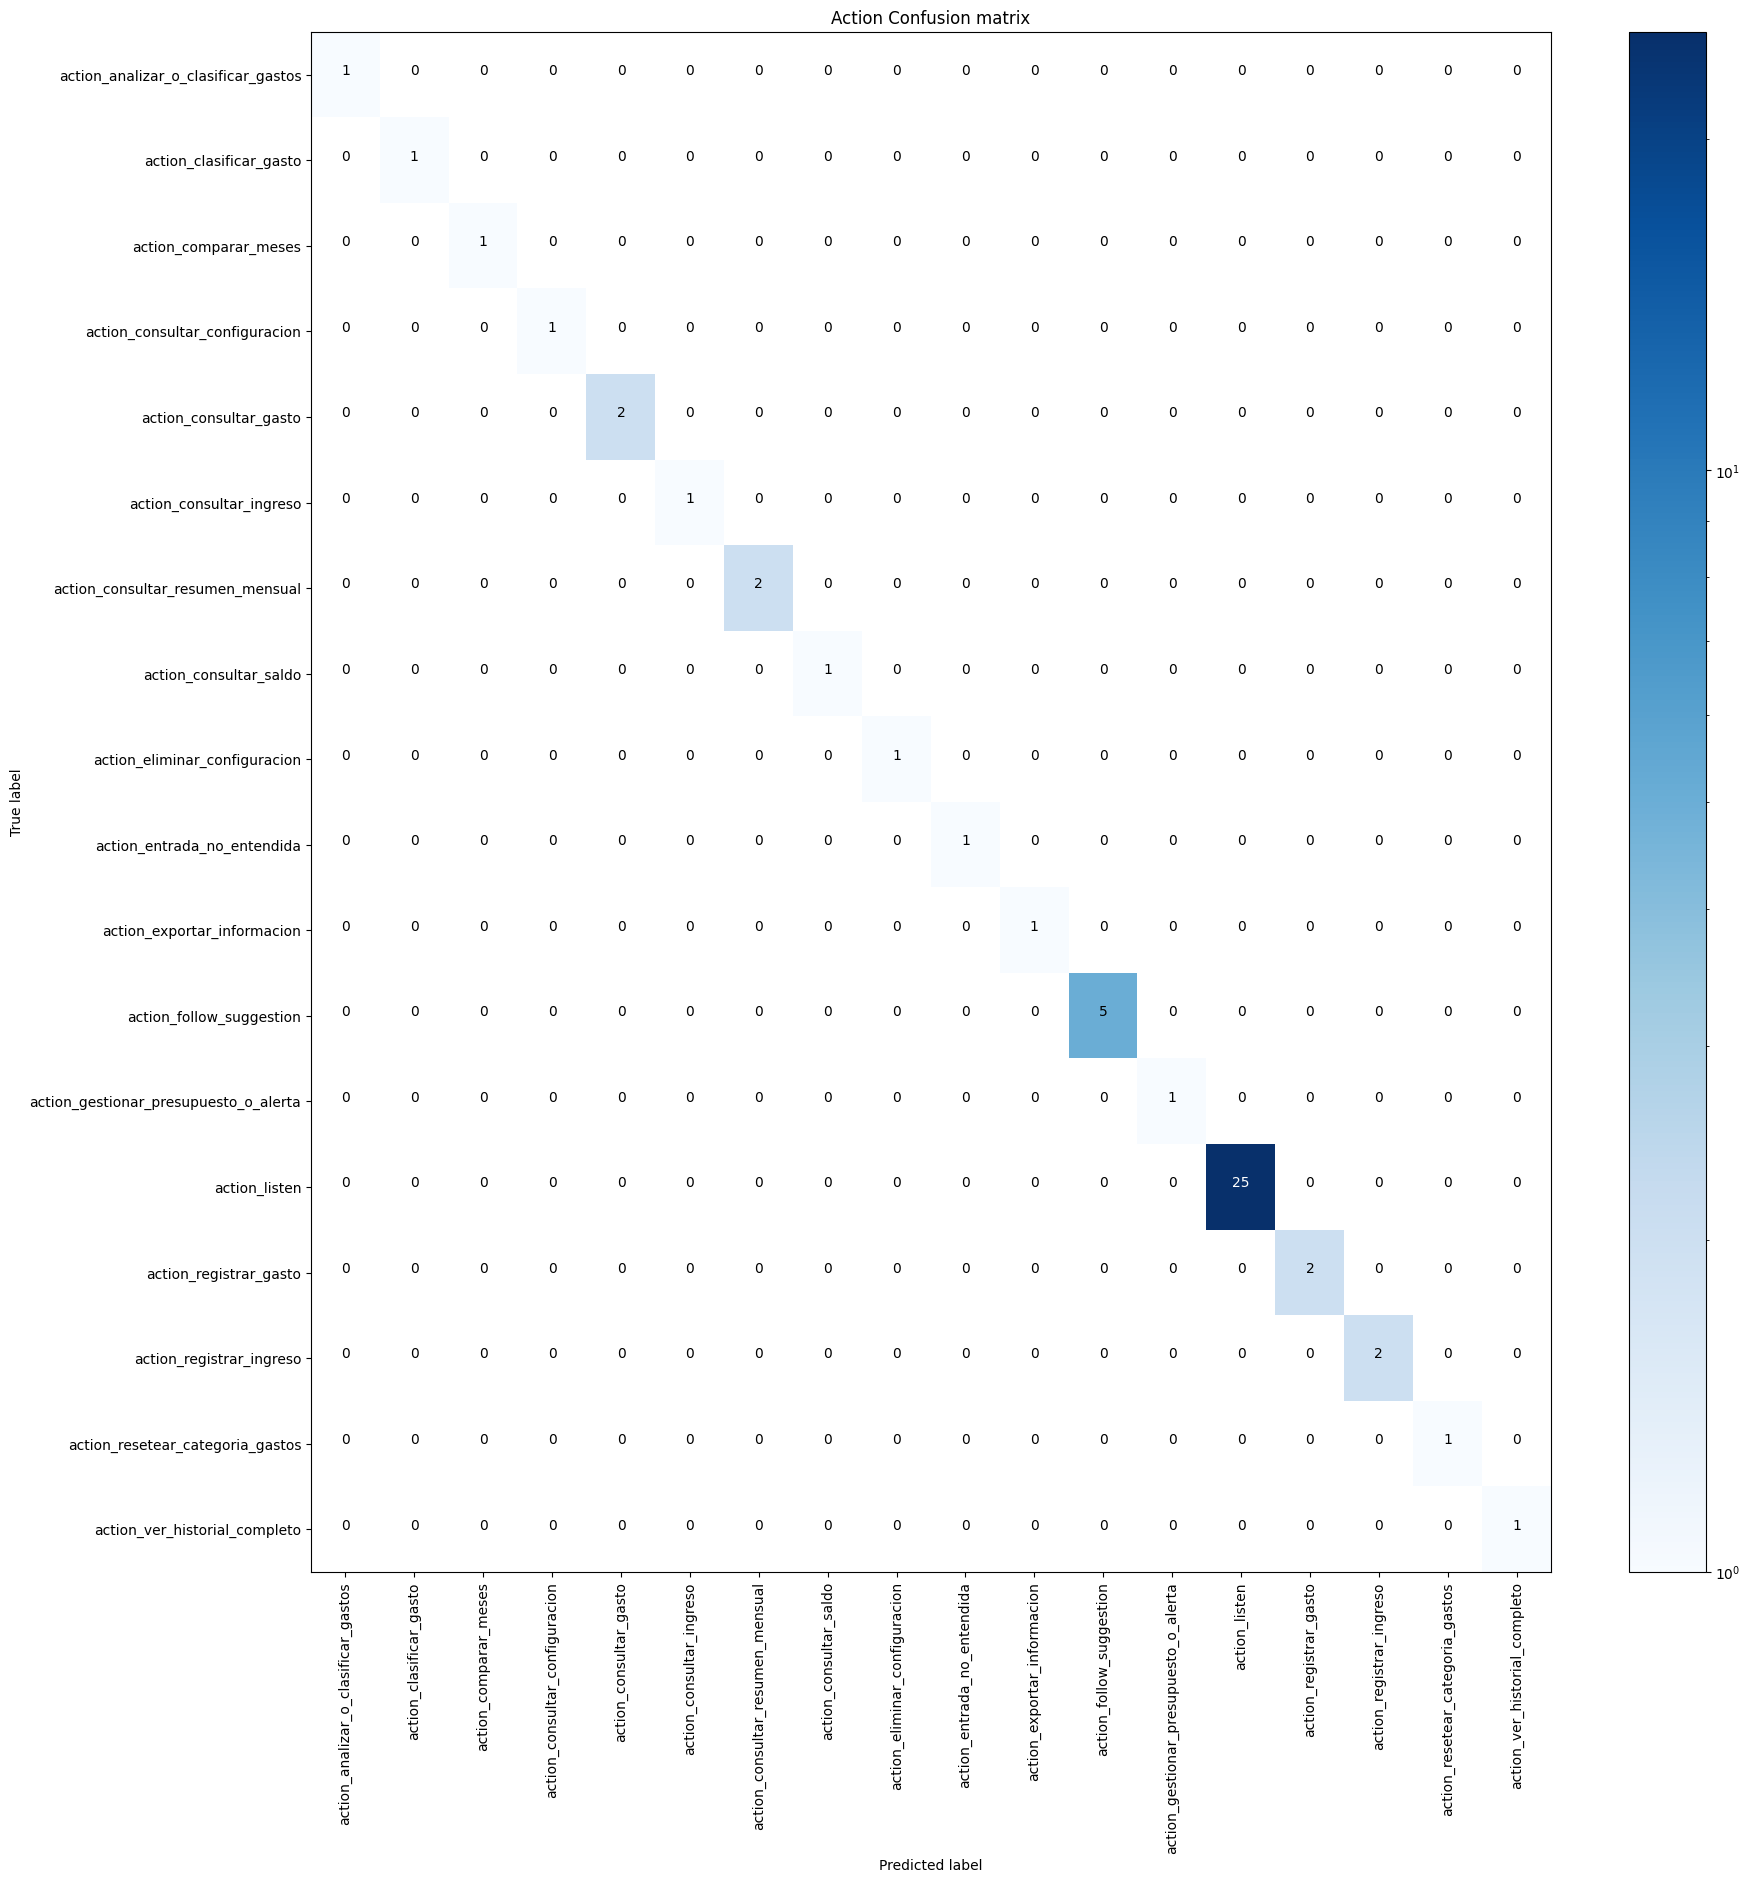 Action Confusion matrix
action_analizar_o_clasificar_gastos 1 0 0 0 0 0 0 0 0 0 0 0 0 0 0 0 0 0
action_clasificar_gasto 0 1 0 0 0 0 0 0 0 0 0 0 0 0 0 0 0 0
action_comparar_meses 0 0 1 0 0 0 0 0 0 0 0 0 0 0 0 0 0 0
action_consultar_configuracion 0 0 0 1 0 0 0 0 0 0 0 0 0 0 0 0 0 0
action_consultar_gasto 0 0 0 0 2 0 0 0 0 0 0 0 0 0 0 0 0 0
action_consultar_ingreso 0 0 0 0 0 1 0 0 0 0 0 0 0 0 0 0 0 0
action_consultar_resumen_mensual 0 0 0 0 0 0 2 0 0 0 0 0 0 0 0 0 0 0
action_consultar_saldo 0 0 0 0 0 0 0 1 0 0 0 0 0 0 0 0 0 0
action_eliminar_configuracion 0 0 0 0 0 0 0 0 1 0 0 0 0 0 0 0 0 0
action_entrada_no_entendida 0 0 0 0 0 0 0 0 0 1 0 0 0 0 0 0 0 0
action_exportar_informacion 0 0 0 0 0 0 0 0 0 0 1 0 0 0 0 0 0 0
action_follow_suggestion 0 0 0 0 0 0 0 0 0 0 0 5 0 0 0 0 0 0
action_gestionar_presupuesto_o_alerta 0 0 0 0 0 0 0 0 0 0 0 0 1 0 0 0 0 0
action_listen 0 0 0 0 0 0 0 0 0 0 0 0 0 25 0 0 0 0
action_registrar_gasto 0 0 0 0 0 0 0 0 0 0 0 0 0 0 2 0 0 0
action_registrar_ingreso 0 0 0 0 0 0 0 0 0 0 0 0 0 0 0 2 0 0
action_resetear_categoria_gastos 0 0 0 0 0 0 0 0 0 0 0 0 0 0 0 0 1 0
action_ver_historial_completo 0 0 0 0 0 0 0 0 0 0 0 0 0 0 0 0 0 1
True label
action_analizar_o_clasificar_gastos
action_clasificar_gasto
action_comparar_meses
action_consultar_configuracion
action_consultar_gasto
action_consultar_ingreso
action_consultar_resumen_mensual
action_consultar_saldo
action_eliminar_configuracion
action_entrada_no_entendida
action_exportar_informacion
action_follow_suggestion
action_gestionar_presupuesto_o_alerta
action_listen
action_registrar_gasto
action_registrar_ingreso
action_resetear_categoria_gastos
action_ver_historial_completo
Predicted label
10¹
10⁰